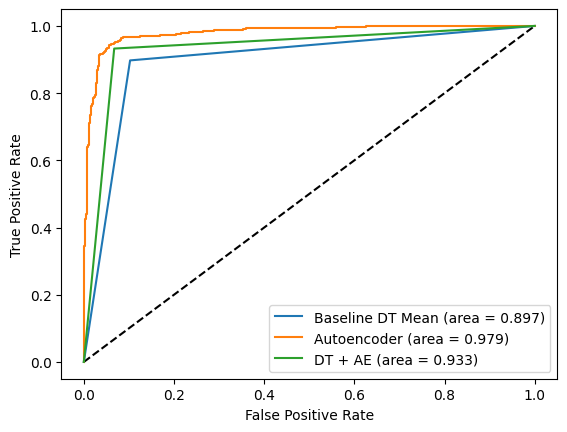 1.0
0.8
0.6
0.4
0.2
0.0
True Positive Rate
Baseline DT Mean (area = 0.897)
Autoencoder (area = 0.979)
DT + AE (area = 0.933)
0.0 0.2 0.4 0.6 0.8 1.0
False Positive Rate